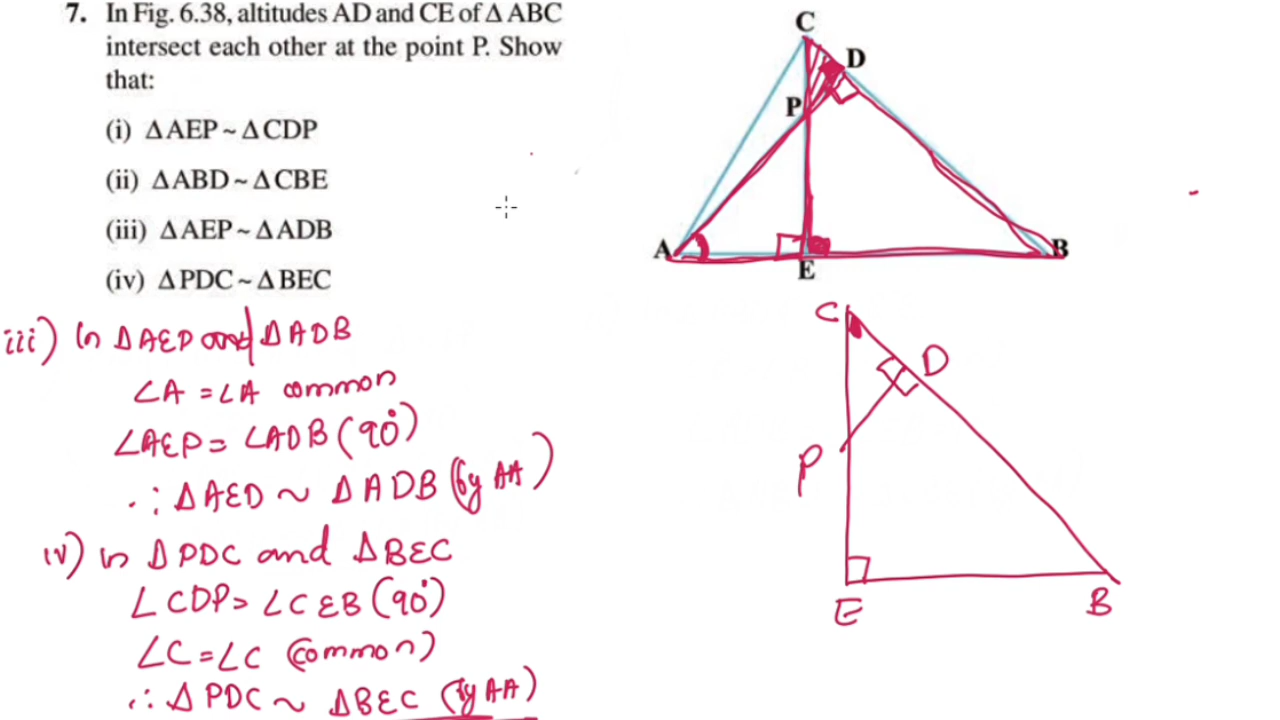 7. In Fig. 6.38, altitudes AD and CE of Δ ABC
intersect each other at the point P. Show
that:
(i) ΔAEP ~ ΔCDP
(ii) ΔABD ~ ΔCBE
(iii) ΔAEP ~ ΔADB
(iv) ΔPDC ~ ΔBEC
C
D
P
A
E
B
iii) In ΔAEP and ΔADB
∠A = ∠A common
∠AEP = ∠ADB (90°)
∴ ΔAED ~ ΔADB (by AA)
iv) In ΔPDC and ΔBEC
∠CDP = ∠CEB (90°)
∠C = ∠C (common)
∴ ΔPDC ~ ΔBEC (by AA)
C
D
P
E
B